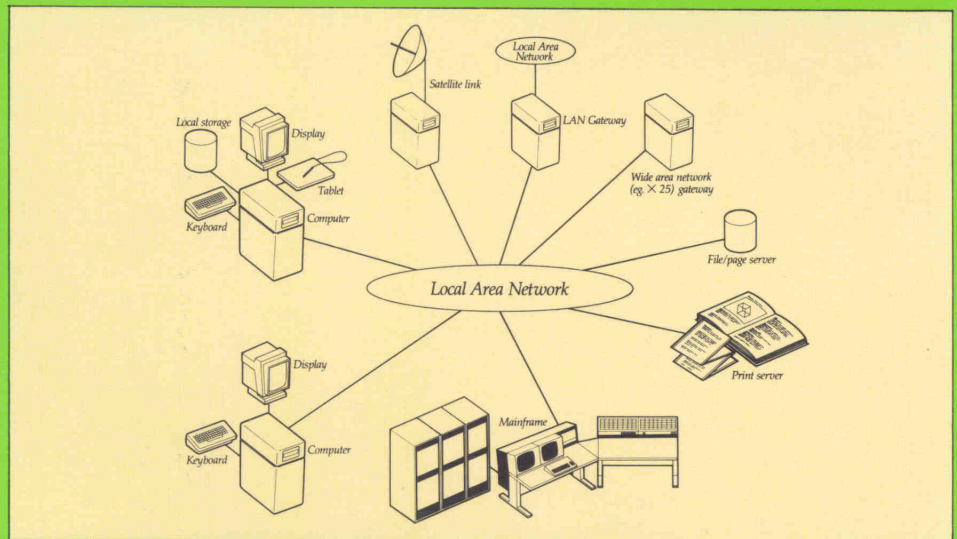 Local Area
Network
Satellite link
LAN Gateway
Local storage
Display
Tablet
Wide area network
(eg. × 25) gateway
Keyboard
Computer
File/page server
Local Area Network
Display
Print server
Mainframe
Keyboard
Computer